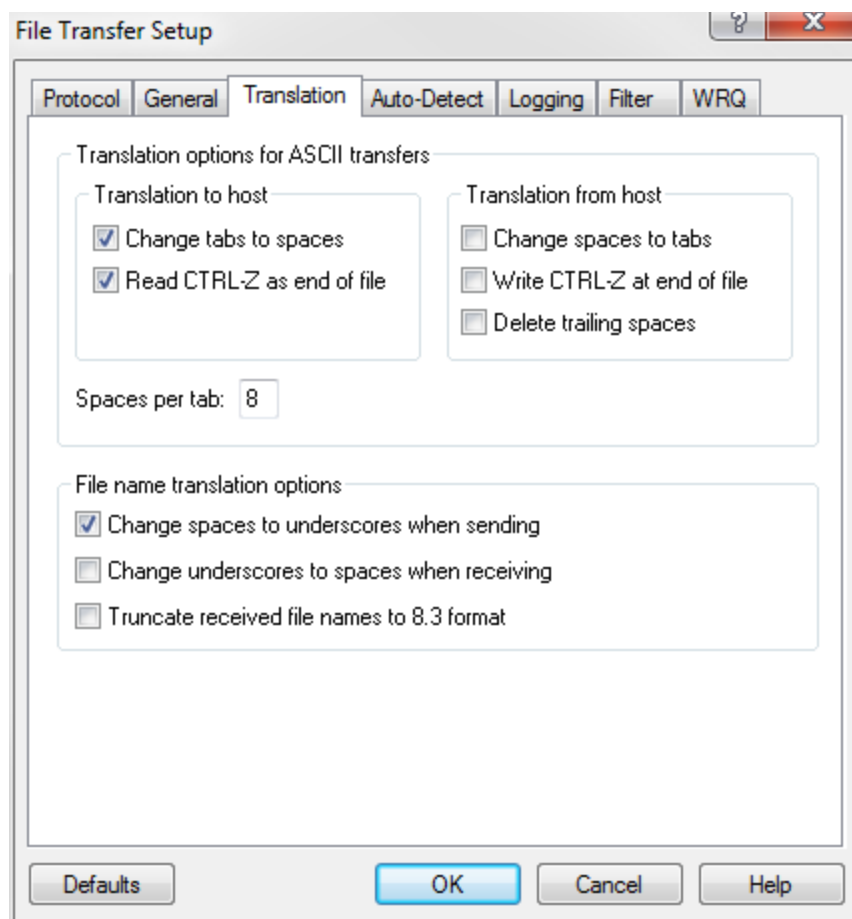 File Transfer Setup
?
X
Protocol General Translation Auto-Detect Logging Filter WRQ
Translation options for ASCII transfers
Translation to host
Change tabs to spaces
Read CTRL-Z as end of file
Translation from host
Change spaces to tabs
Write CTRL-Z at end of file
Delete trailing spaces
Spaces per tab: 8
File name translation options
Change spaces to underscores when sending
Change underscores to spaces when receiving
Truncate received file names to 8.3 format
Defaults OK Cancel Help